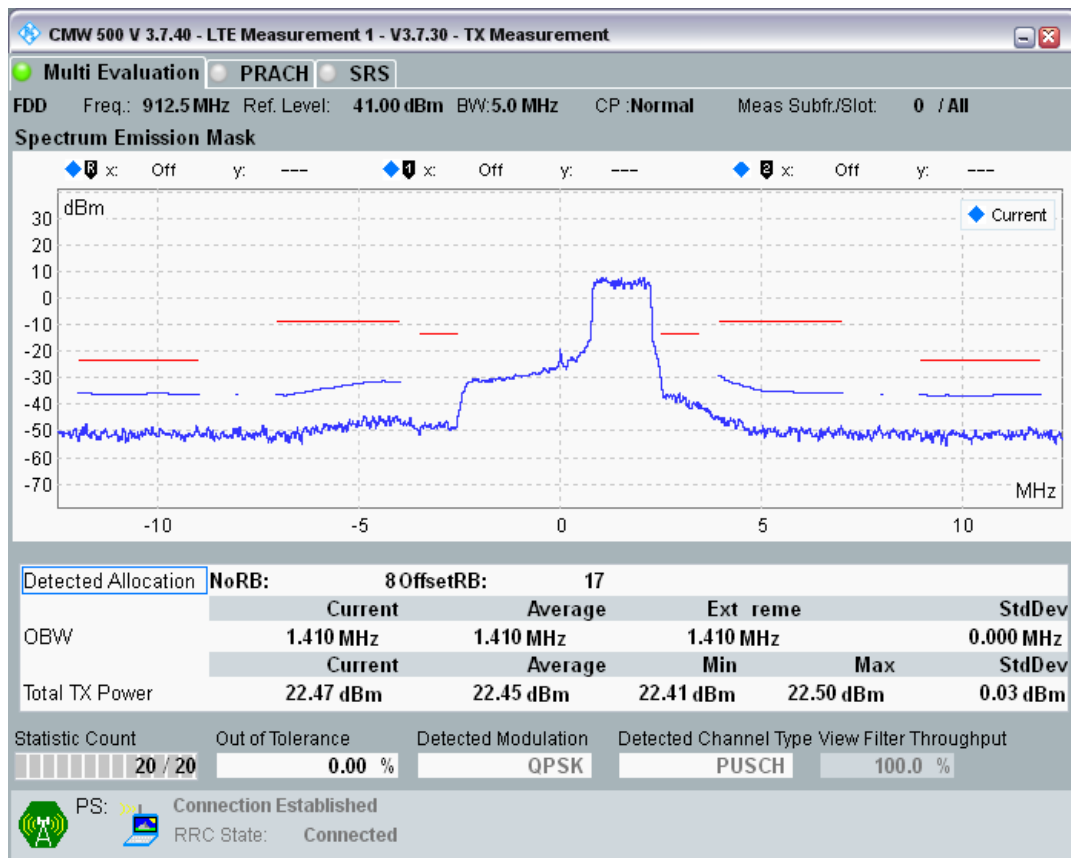 CMW 500 V 3.7.40 - LTE Measurement 1 - V3.7.30 - TX Measurement
Multi Evaluation PRACH SRS
FDD Freq.: 912.5 MHz Ref. Level: 41.00 dBm BW:5.0 MHz CP :Normal Meas Subfr./Slot: 0 / All
Spectrum Emission Mask
R x: Off y: --- 1 x: Off y: --- 2 x: Off y: ---
dBm
Current
30
20
10
0
-10
-20
-30
-40
-50
-60
-70
MHz
-10 -5 0 5 10
Detected Allocation NoRB: 8 OffsetRB: 17
Current Average Ext reme StdDev
OBW 1.410 MHz 1.410 MHz 1.410 MHz 0.000 MHz
Current Average Min Max StdDev
Total TX Power 22.47 dBm 22.45 dBm 22.41 dBm 22.50 dBm 0.03 dBm
Statistic Count Out of Tolerance Detected Modulation Detected Channel Type View Filter Throughput
20 / 20 0.00 % QPSK PUSCH 100.0 %
PS: Connection Established
RRC State: Connected